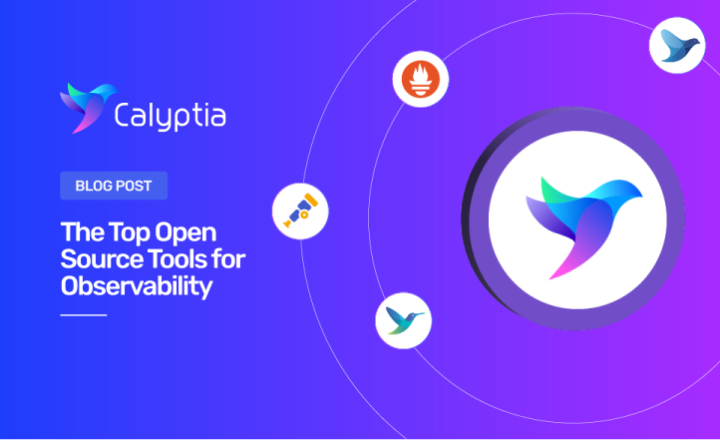 Calyptia
BLOG POST
The Top Open
Source Tools for
Observability